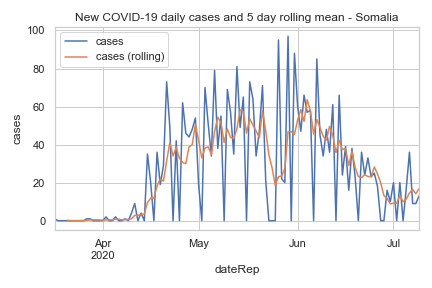 New COVID-19 daily cases and 5 day rolling mean - Somalia
cases
cases (rolling)
100
80
60
40
20
0
cases
Apr
2020
May
Jun
Jul
dateRep